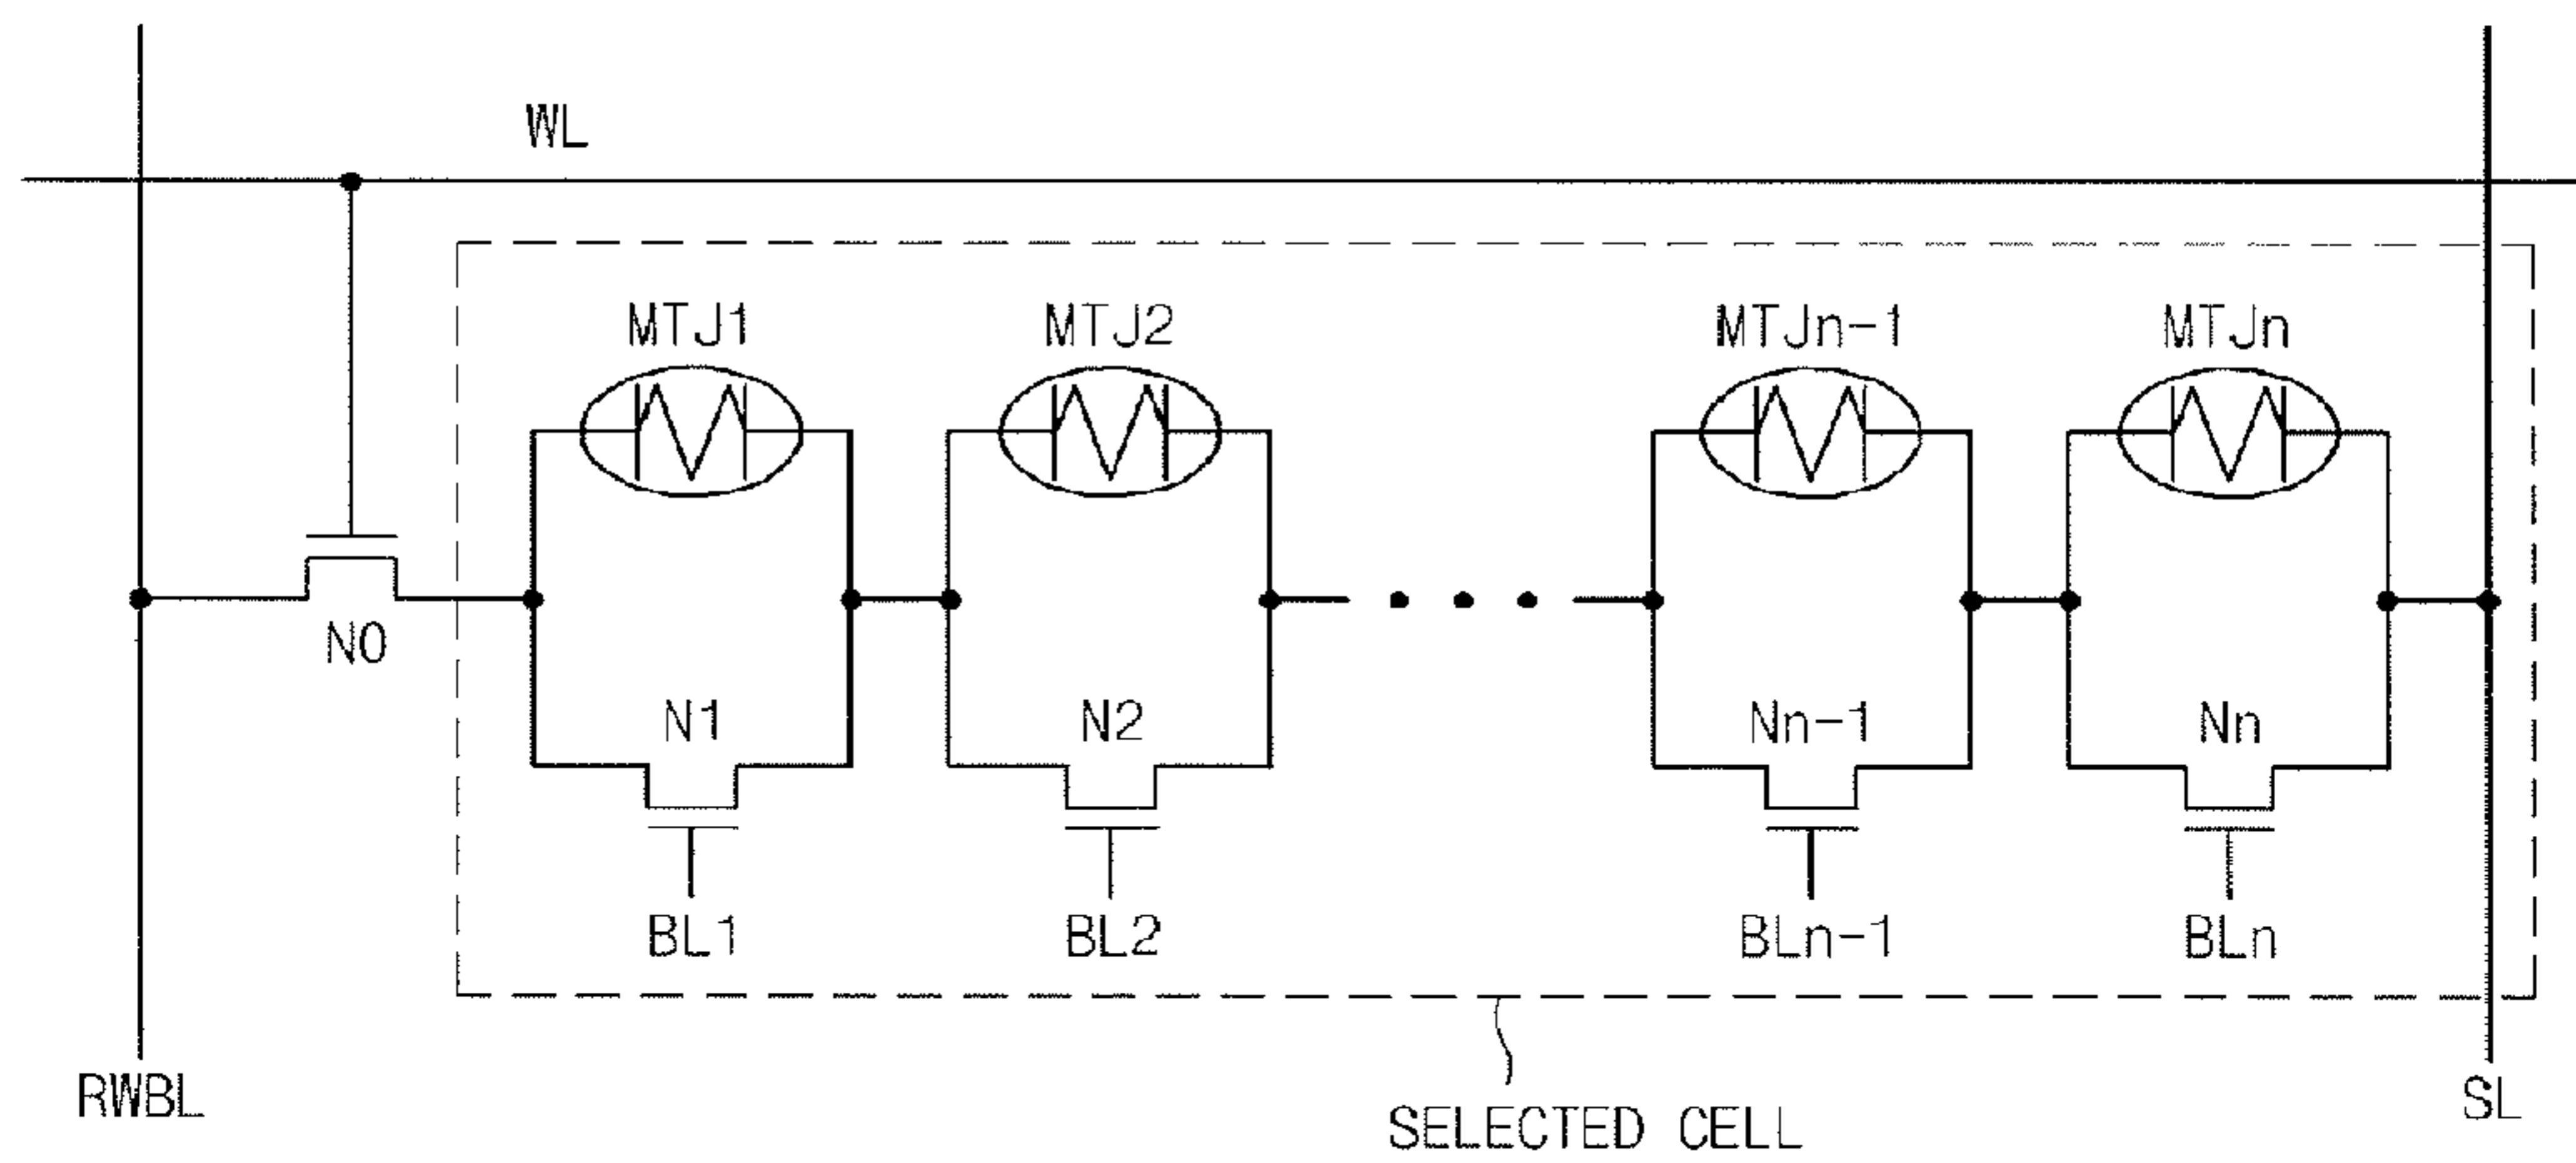 WL
MTJ1
MTJ2
MTJn-1
MTJn
N0
N1
N2
Nn-1
Nn
BL1
BL2
BLn-1
BLn
RWBL
SL
SELECTED CELL